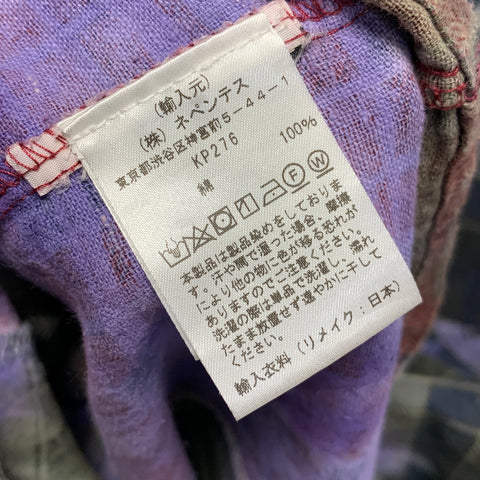 (輸入元)
(株) ネペンテス
東京都渋谷区神宮前5-44-1
KP276
綿 100%
本製品は製品染めをしておりま
す。汗や雨で湿った場合、摩擦
により他の物に色が移る恐れが
ありますのでご注意ください。
洗濯の際は単品で洗濯し、濡れ
たまま放置せず速やかに干して
ください。
輸入衣料 (リメイク:日本)